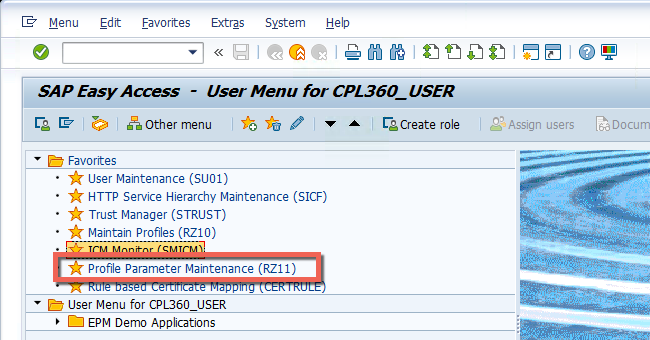 Menu Edit Favorites Extras System Help
SAP Easy Access - User Menu for CPL360_USER
Other menu Create role Assign users Docum
Favorites
User Maintenance (SU01)
HTTP Service Hierarchy Maintenance (SICF)
Trust Manager (STRUST)
Maintain Profiles (RZ10)
ICM Monitor (SMICM)
Profile Parameter Maintenance (RZ11)
Rule based Certificate Mapping (CERTRULE)
User Menu for CPL360_USER
EPM Demo Applications